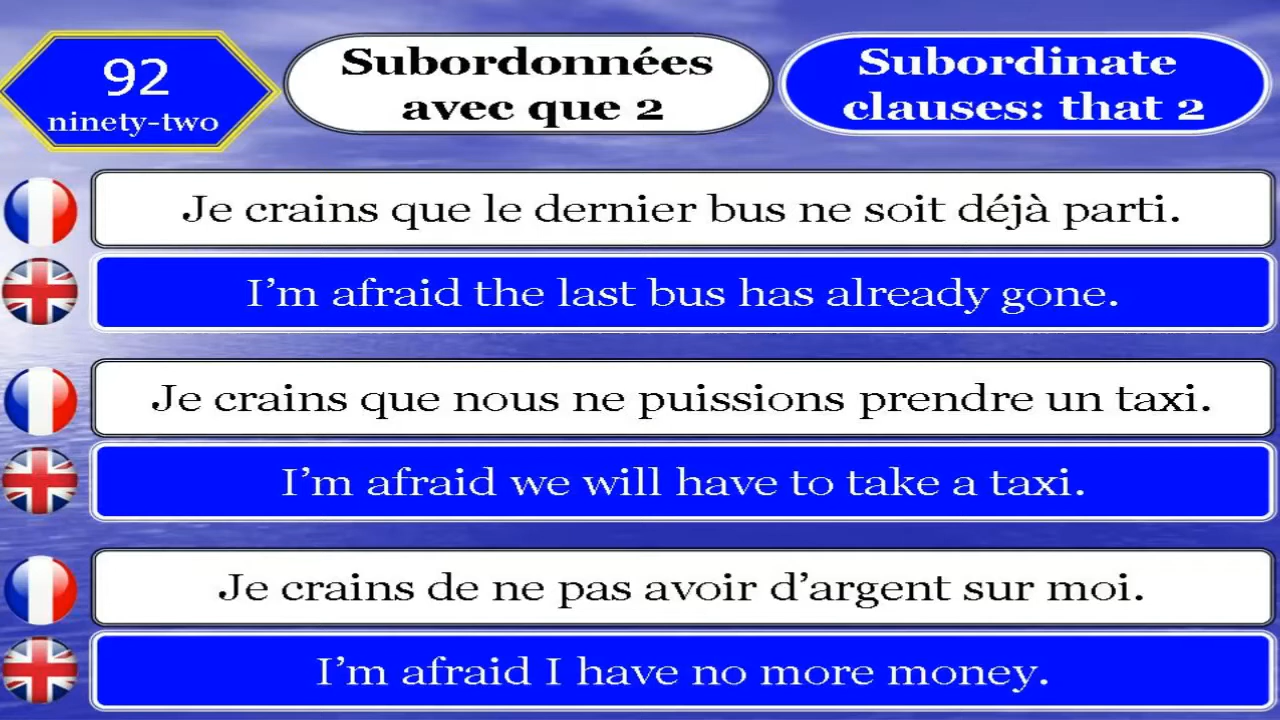 92
ninety-two
Subordonnées
avec que 2
Subordinate
clauses: that 2
Je crains que le dernier bus ne soit déjà parti.
I'm afraid the last bus has already gone.
Je crains que nous ne puissions prendre un taxi.
I'm afraid we will have to take a taxi.
Je crains de ne pas avoir d'argent sur moi.
I'm afraid I have no more money.